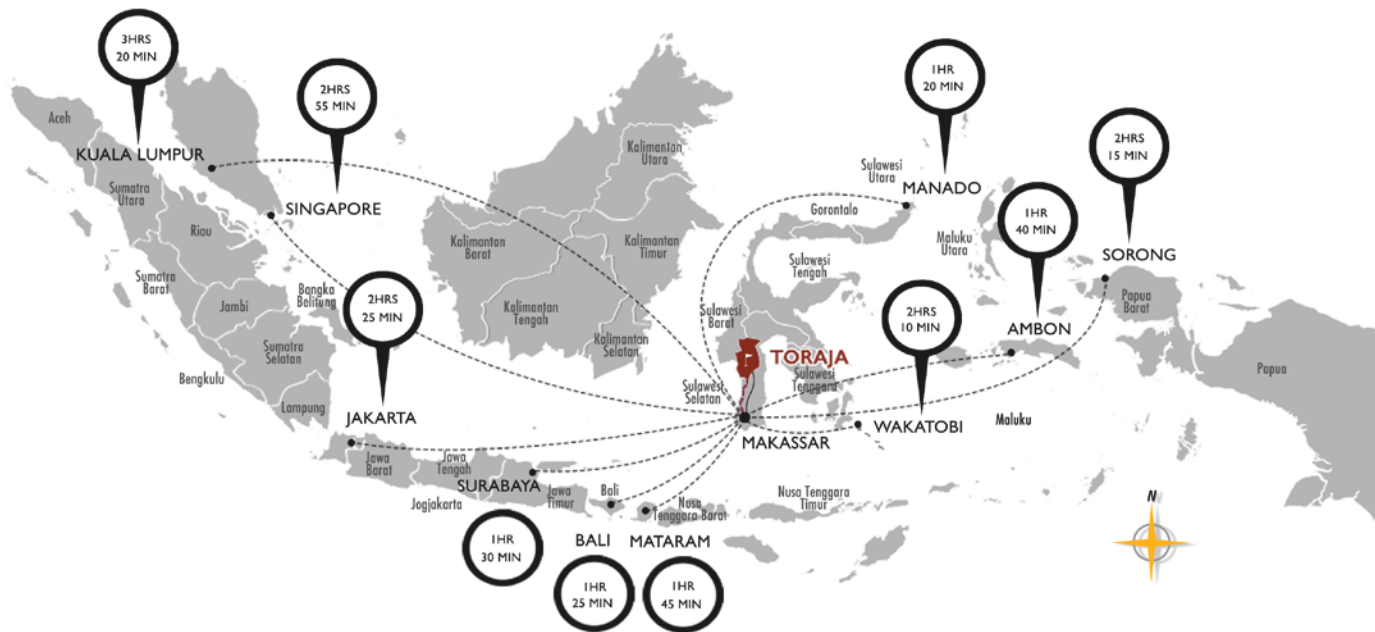 3HRS
20 MIN
2HRS
55 MIN
1HR
20 MIN
2HRS
15 MIN
Aceh
KUALA LUMPUR
Sumatra
Utara
SINGAPORE
Riau
Sumatra
Barat
Jambi
Bangka
Belitung
Sumatra
Selatan
Bengkulu
Lampung
2HRS
25 MIN
JAKARTA
Kalimantan
Utara
Kalimantan
Barat
Kalimantan
Timur
Kalimantan
Tengah
Kalimantan
Selatan
Sulawesi
Utara
MANADO
Gorontalo
Sulawesi
Tengah
Sulawesi
Barat
TORAJA
Sulawesi
Tenggara
Sulawesi
Selatan
MAKASSAR
Maluku
Utara
1HR
40 MIN
AMBON
SORONG
Papua
Barat
Papua
2HRS
10 MIN
WAKATOBI
Maluku
Jawa
Barat
Jawa
Tengah
SURABAYA
Jogjakarta
Jawa
Timur
Bali
Nusa
Tenggara Barat
Nusa Tenggara
Timur
N
1HR
30 MIN
BALI
1HR
25 MIN
MATARAM
1HR
45 MIN